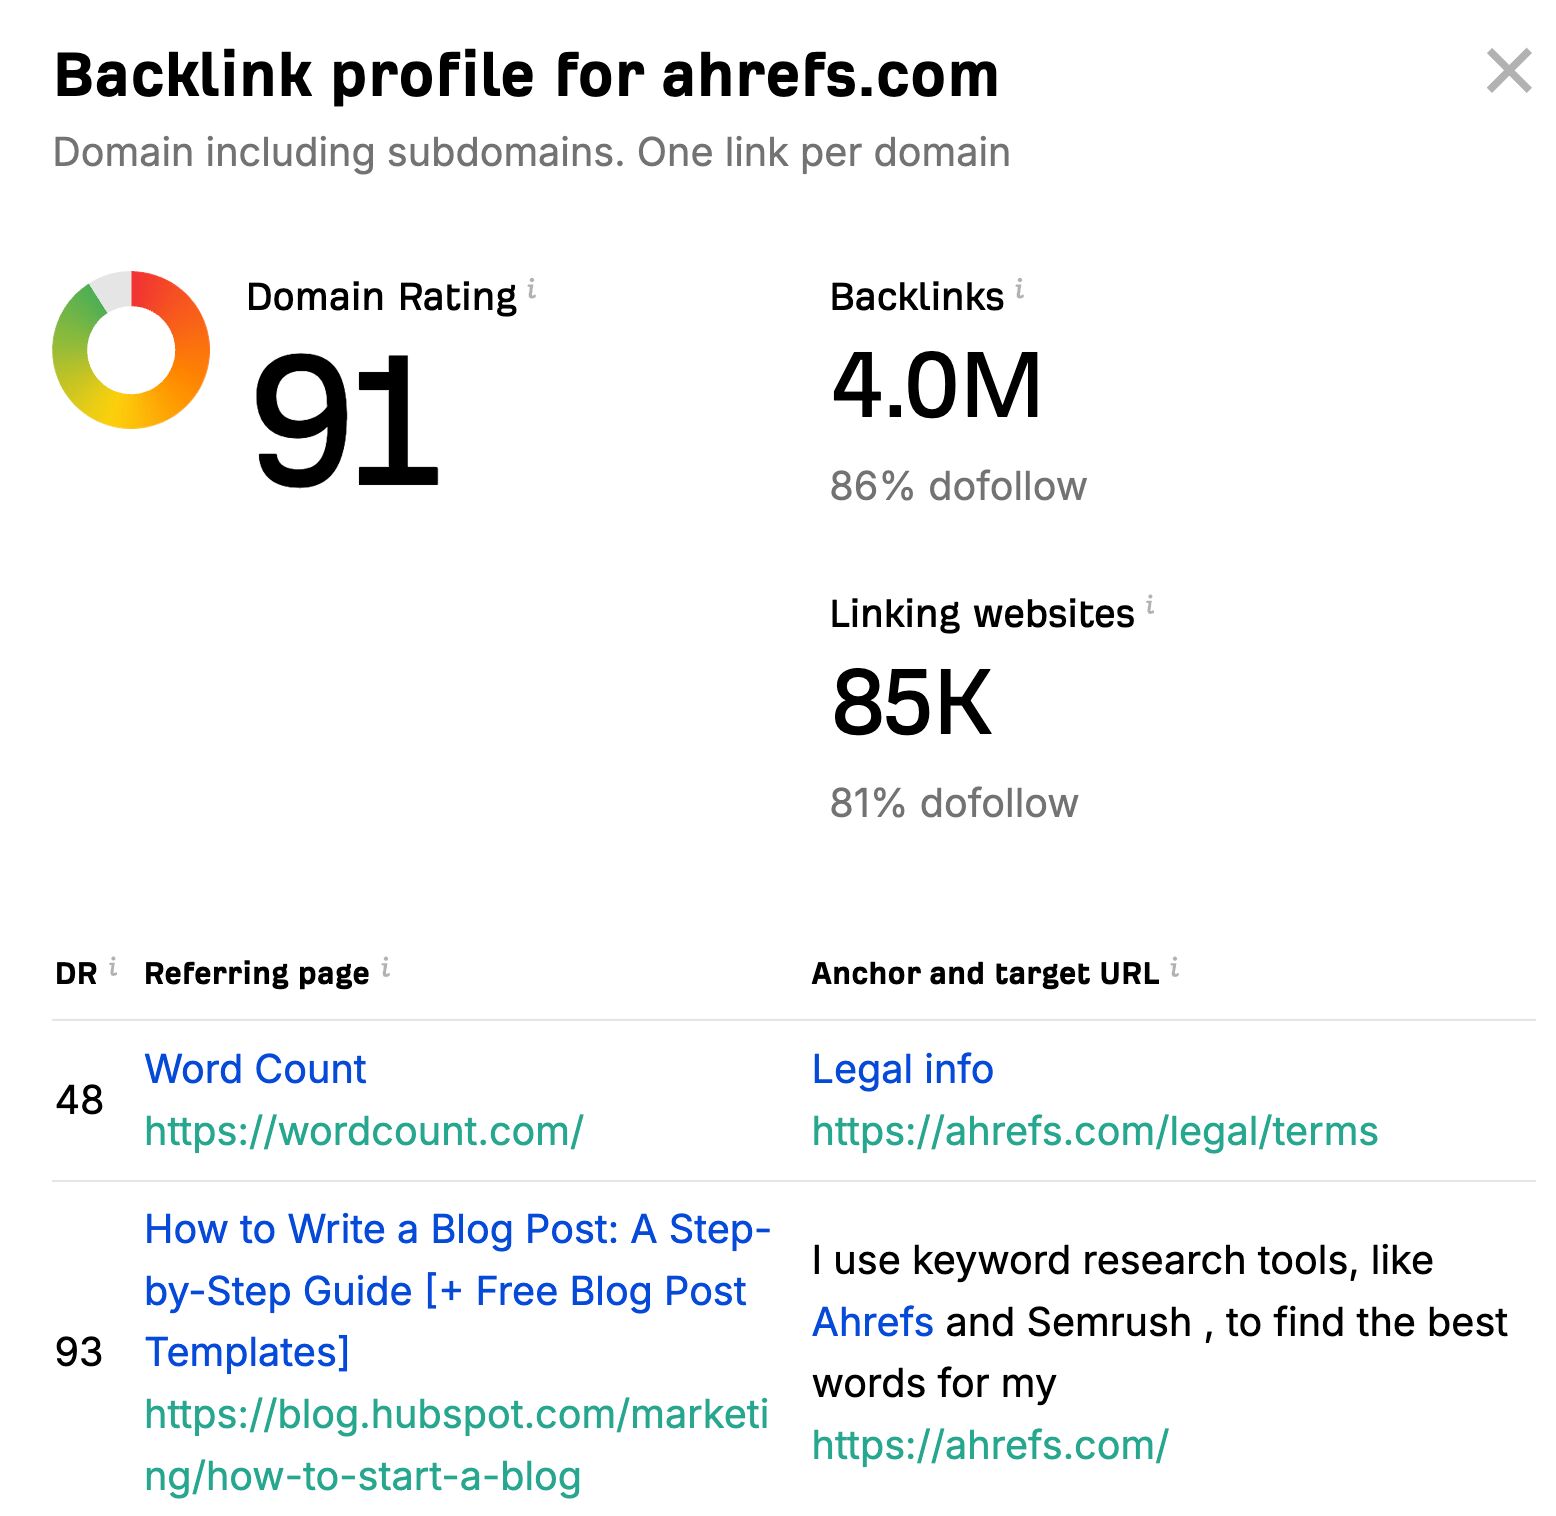 Backlink profile for ahrefs.com
Domain including subdomains. One link per domain
Domain Rating i
91
Backlinks i
4.0M
86% dofollow
Linking websites i
85K
81% dofollow
DR i Referring page i Anchor and target URL i
48
Word Count
https://wordcount.com/
Legal info
https://ahrefs.com/legal/terms
93
How to Write a Blog Post: A Step-
by-Step Guide [+ Free Blog Post
Templates]
https://blog.hubspot.com/marketi
ng/how-to-start-a-blog
I use keyword research tools, like
Ahrefs and Semrush , to find the best
words for my
https://ahrefs.com/